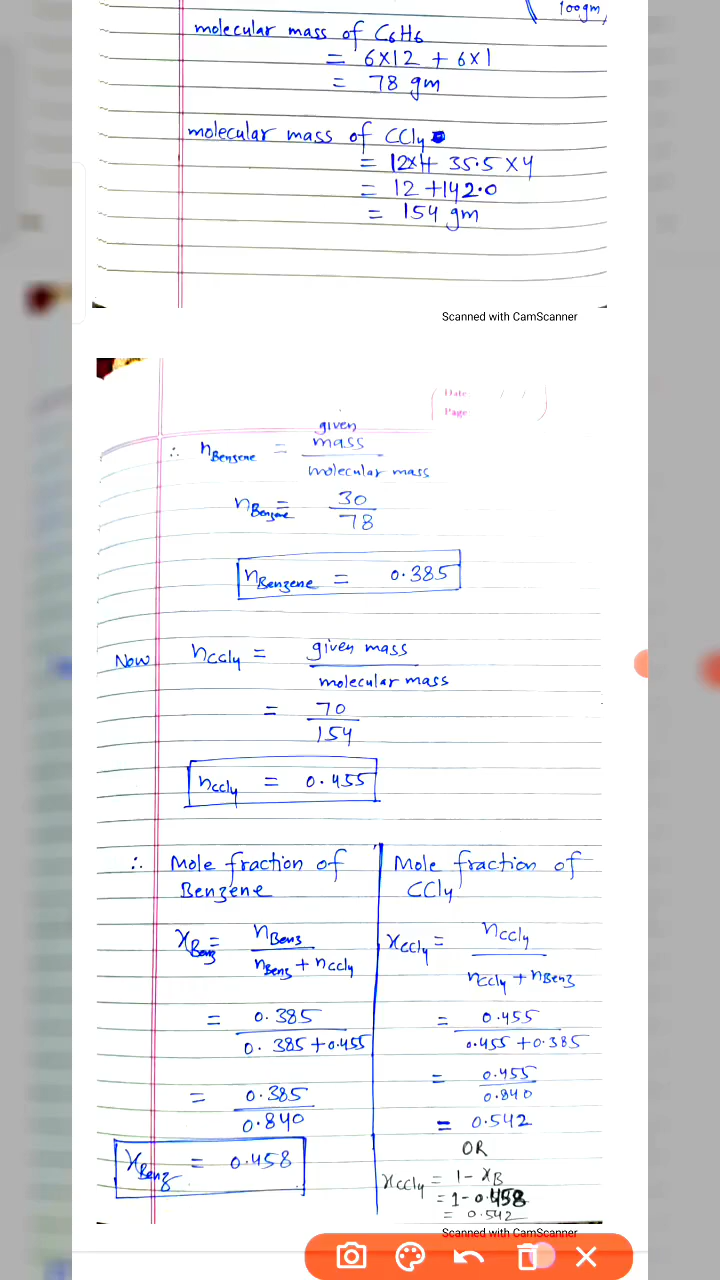 100gm
molecular mass of C6H6
= 6×12 + 6×1
= 78 gm
molecular mass of CCl4
= 12×1+ 35.5 × 4
= 12 +142.0
= 154 gm
Scanned with CamScanner
Date / /
Page
∴ nBenzene = given mass / molecular mass
nBenzene = 30 / 78
nBenzene = 0.385
Now nCCl4 = given mass / molecular mass
= 70 / 154
nCCl4 = 0.455
∴ Mole fraction of
Benzene
xBenz = nBenz / nBenz + nCCl4
= 0.385 / 0.385 + 0.455
= 0.385 / 0.840
xBenz = 0.458
Mole fraction of
CCl4
xCCl4 = nCCl4 / nCCl4 + nBenz
= 0.455 / 0.455 + 0.385
= 0.455 / 0.840
= 0.542
OR
xCCl4 = 1 - xB
= 1 - 0.458
= 0.542
Scanned with CamScanner